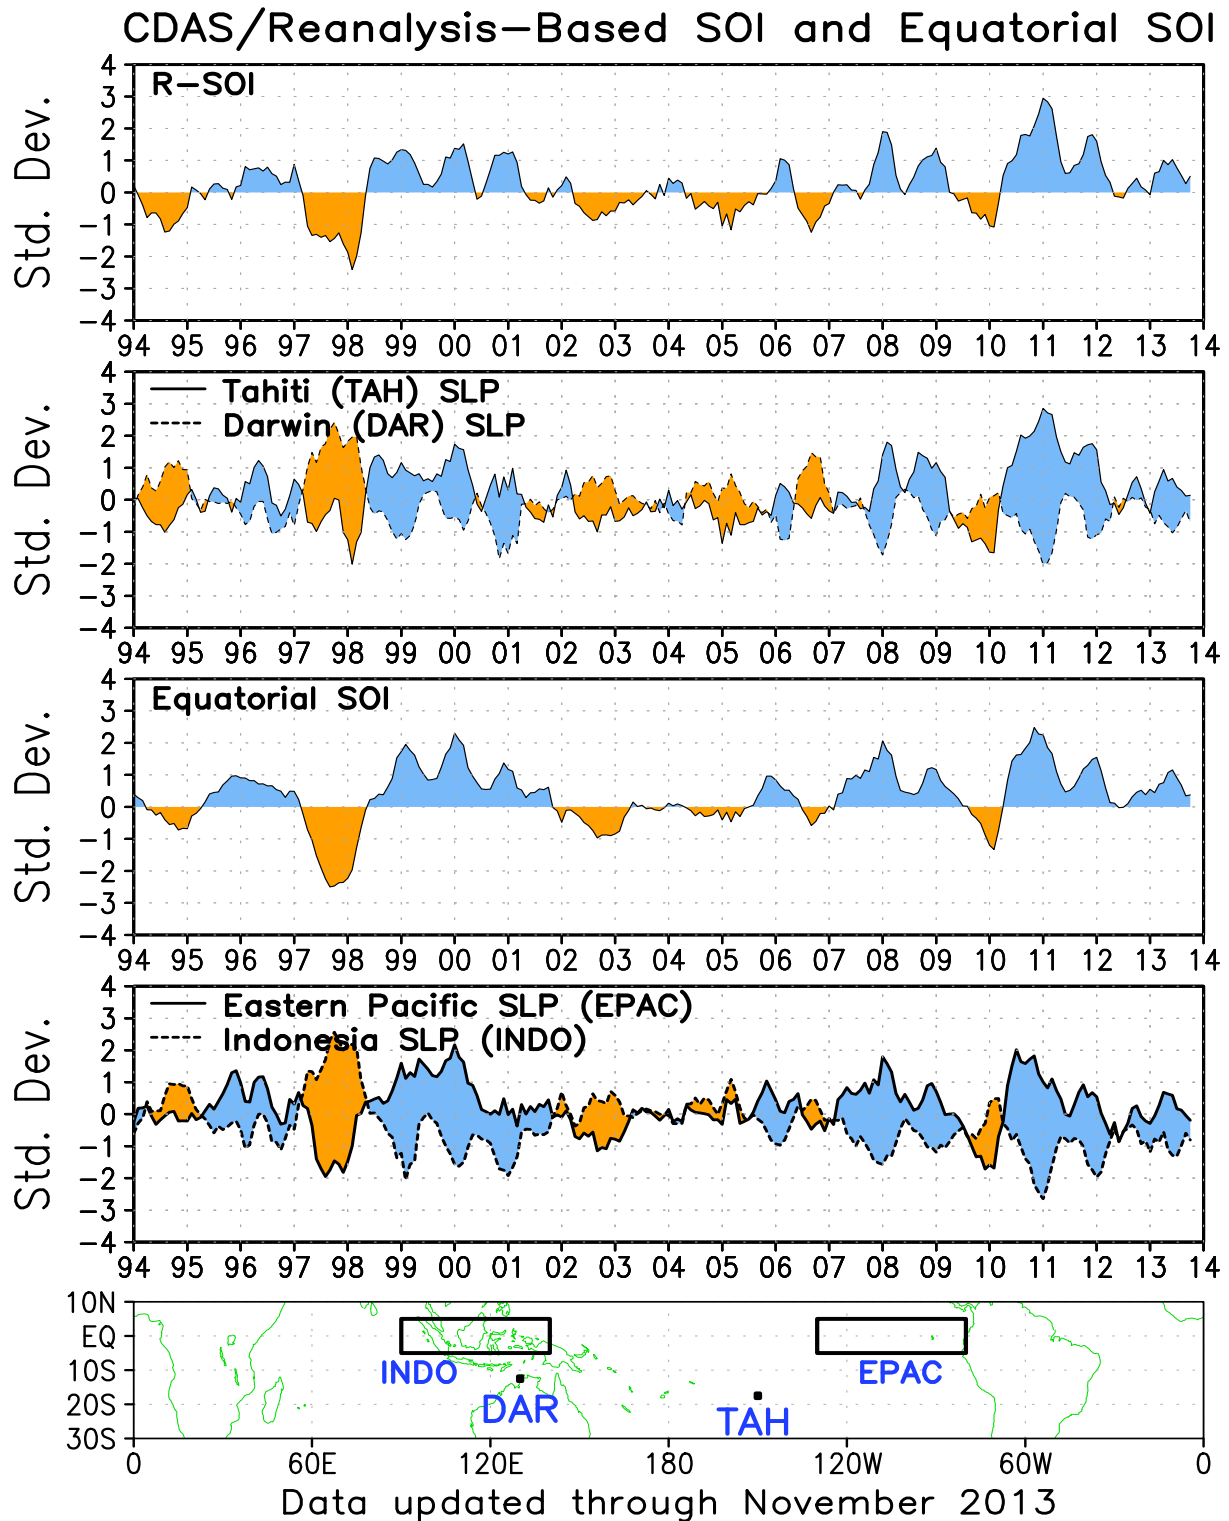 CDAS/Reanalysis-Based SOI and Equatorial SOI
R-SOI
Std. Dev.
4
3
2
1
0
-1
-2
-3
-4
94 95 96 97 98 99 00 01 02 03 04 05 06 07 08 09 10 11 12 13 14
Tahiti (TAH) SLP
Darwin (DAR) SLP
Std. Dev.
4
3
2
1
0
-1
-2
-3
-4
94 95 96 97 98 99 00 01 02 03 04 05 06 07 08 09 10 11 12 13 14
Equatorial SOI
Std. Dev.
4
3
2
1
0
-1
-2
-3
-4
94 95 96 97 98 99 00 01 02 03 04 05 06 07 08 09 10 11 12 13 14
Eastern Pacific SLP (EPAC)
Indonesia SLP (INDO)
Std. Dev.
4
3
2
1
0
-1
-2
-3
-4
94 95 96 97 98 99 00 01 02 03 04 05 06 07 08 09 10 11 12 13 14
10N
EQ
10S
20S
30S
INDO
EPAC
DAR
TAH
0 60E 120E 180 120W 60W 0
Data updated through November 2013